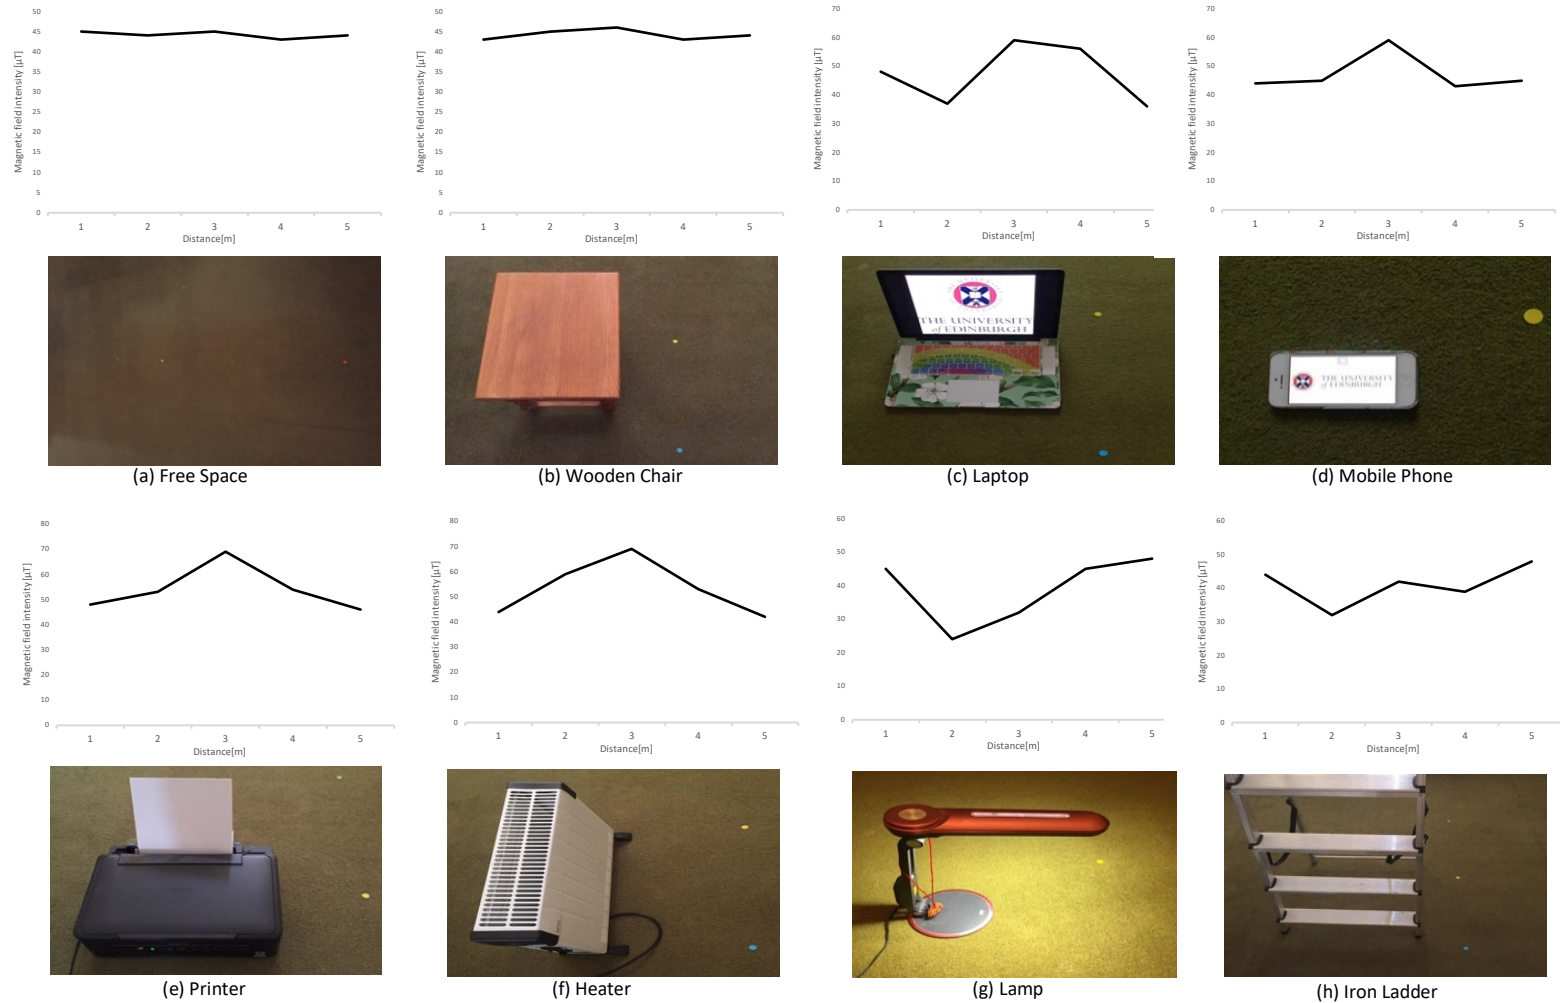 50
45
40
35
30
25
20
15
10
5
0
Magnetic field intensity [µT]
1 2 3 4 5
Distance[m]
50
45
40
35
30
25
20
15
10
5
0
Magnetic field intensity [µT]
1 2 3 4 5
Distance[m]
70
60
50
40
30
20
10
0
Magnetic field intensity [µT]
1 2 3 4 5
Distance[m]
70
60
50
40
30
20
10
0
Magnetic field intensity [µT]
1 2 3 4 5
Distance[m]
THE UNIVERSITY
of EDINBURGH
THE UNIVERSITY
of EDINBURGH
(a) Free Space
(b) Wooden Chair
(c) Laptop
(d) Mobile Phone
80
70
60
50
40
30
20
10
0
Magnetic field intensity [µT]
1 2 3 4 5
Distance[m]
80
70
60
50
40
30
20
10
0
Magnetic field intensity [µT]
1 2 3 4 5
Distance[m]
60
50
40
30
20
10
0
Magnetic field intensity [µT]
1 2 3 4 5
Distance[m]
60
50
40
30
20
10
0
Magnetic field intensity [µT]
1 2 3 4 5
Distance[m]
(e) Printer
(f) Heater
(g) Lamp
(h) Iron Ladder